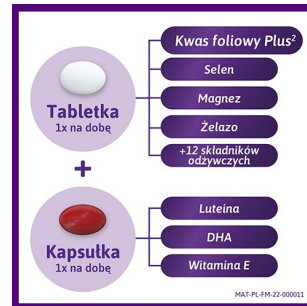 Kwas foliowy Plus²
Selen
Tabletka
1x na dobę
Magnez
Żelazo
+12 składników
odżywczych
+
Luteina
Kapsułka
1x na dobę
DHA
Witamina E
MAT-PL-FM-22-000011